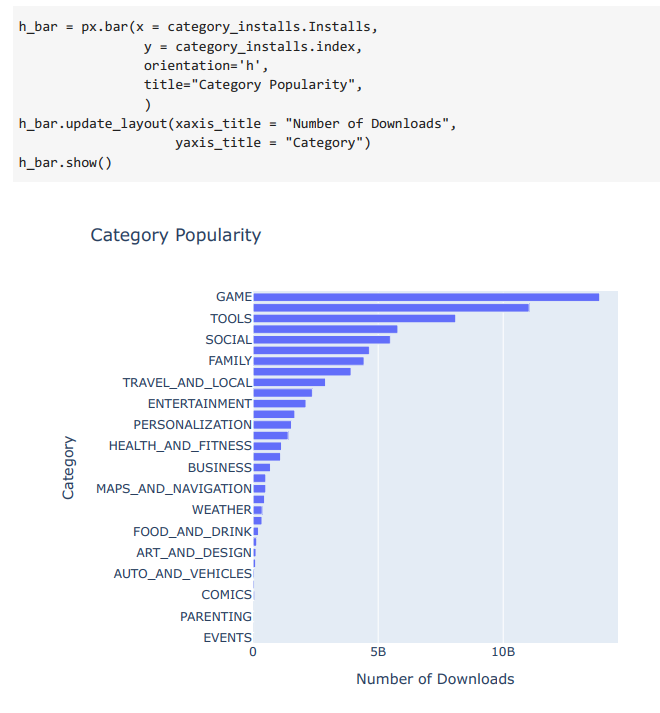 h_bar = px.bar(x = category_installs.Installs,
y = category_installs.index,
orientation='h',
title="Category Popularity",
)
h_bar.update_layout(xaxis_title = "Number of Downloads",
yaxis_title = "Category")
h_bar.show()
Category Popularity
GAME
TOOLS
SOCIAL
FAMILY
TRAVEL_AND_LOCAL
ENTERTAINMENT
PERSONALIZATION
HEALTH_AND_FITNESS
BUSINESS
MAPS_AND_NAVIGATION
WEATHER
FOOD_AND_DRINK
ART_AND_DESIGN
AUTO_AND_VEHICLES
COMICS
PARENTING
EVENTS
Category
0 5B 10B
Number of Downloads